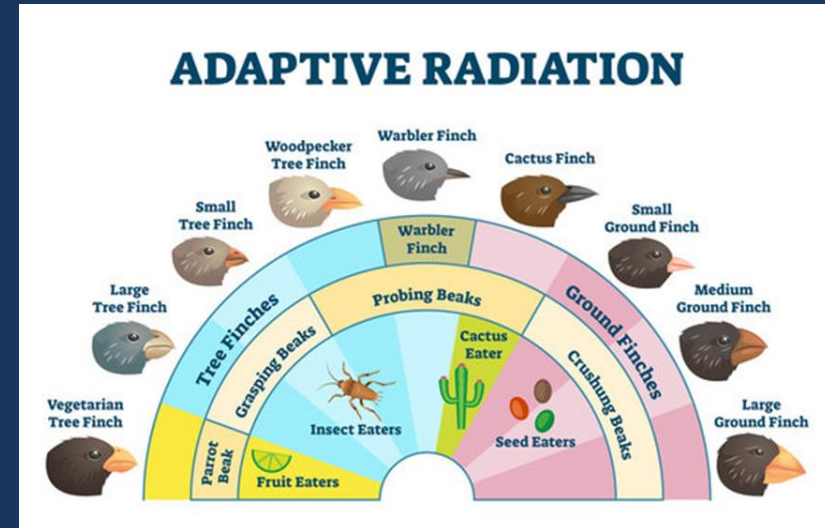 ADAPTIVE RADIATION
Woodpecker
Tree Finch
Warbler Finch
Cactus Finch
Small
Tree Finch
Small
Ground Finch
Large
Tree Finch
Medium
Ground Finch
Vegetarian
Tree Finch
Large
Ground Finch
Warbler
Finch
Tree Finches
Ground Finches
Probing Beaks
Grasping Beaks
Crushung Beaks
Parrot
Beak
Cactus
Eater
Insect Eaters
Seed Eaters
Fruit Eaters